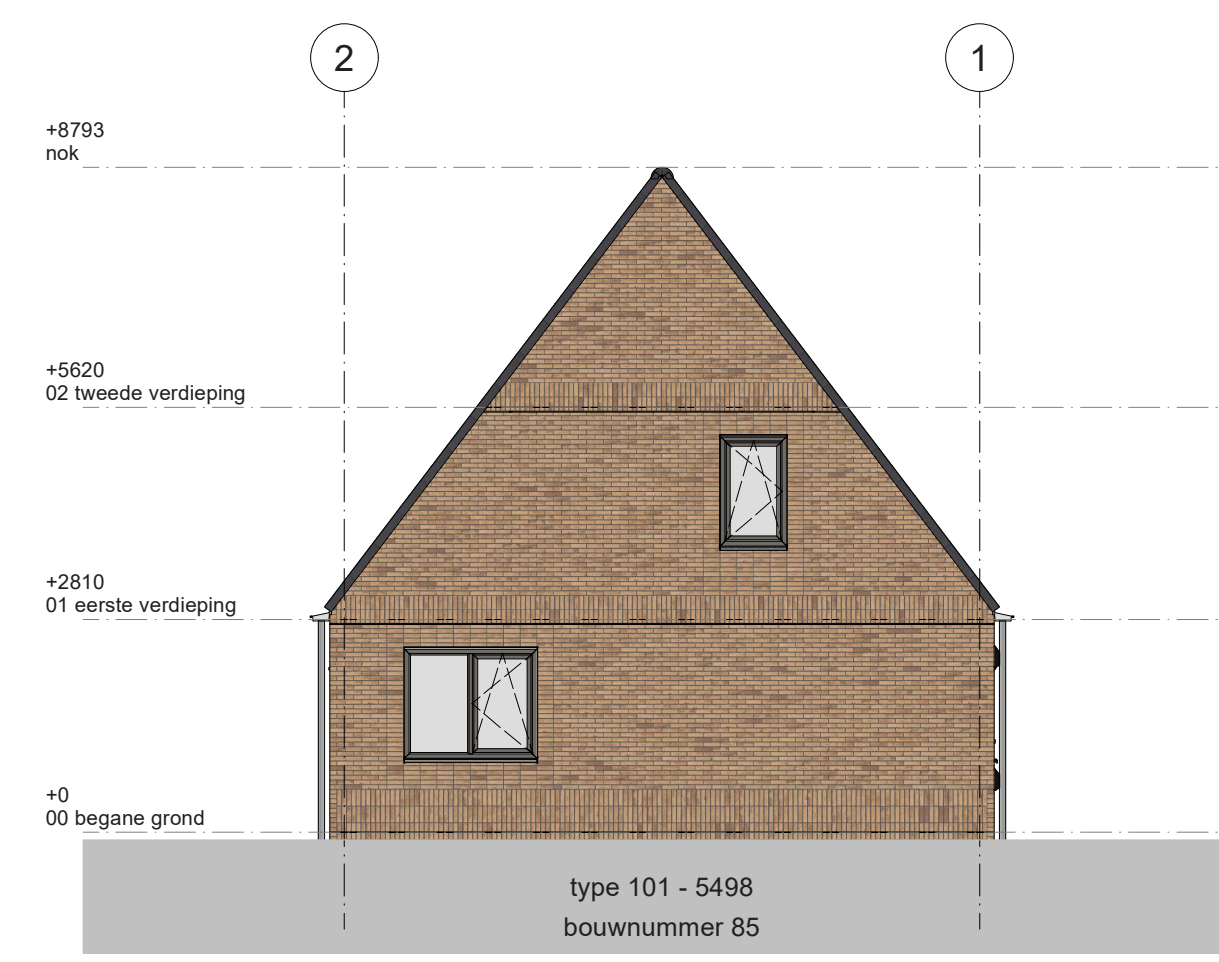 2
1
+8793
nok
+5620
02 tweede verdieping
+2810
01 eerste verdieping
+0
00 begane grond
type 101 - 5498
bouwnummer 85